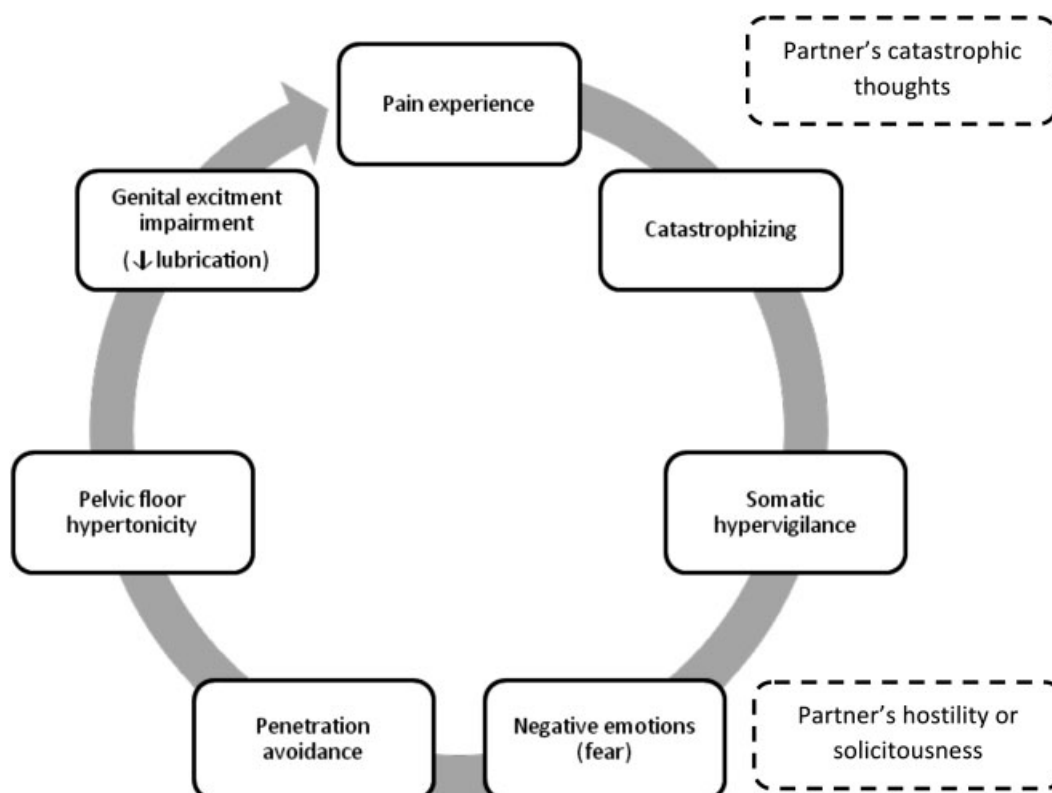 Partner's catastrophic
thoughts
Pain experience
Genital excitment
impairment
(↓ lubrication)
Catastrophizing
Pelvic floor
hypertonicity
Somatic
hypervigilance
Penetration
avoidance
Negative emotions
(fear)
Partner's hostility or
solicitousness